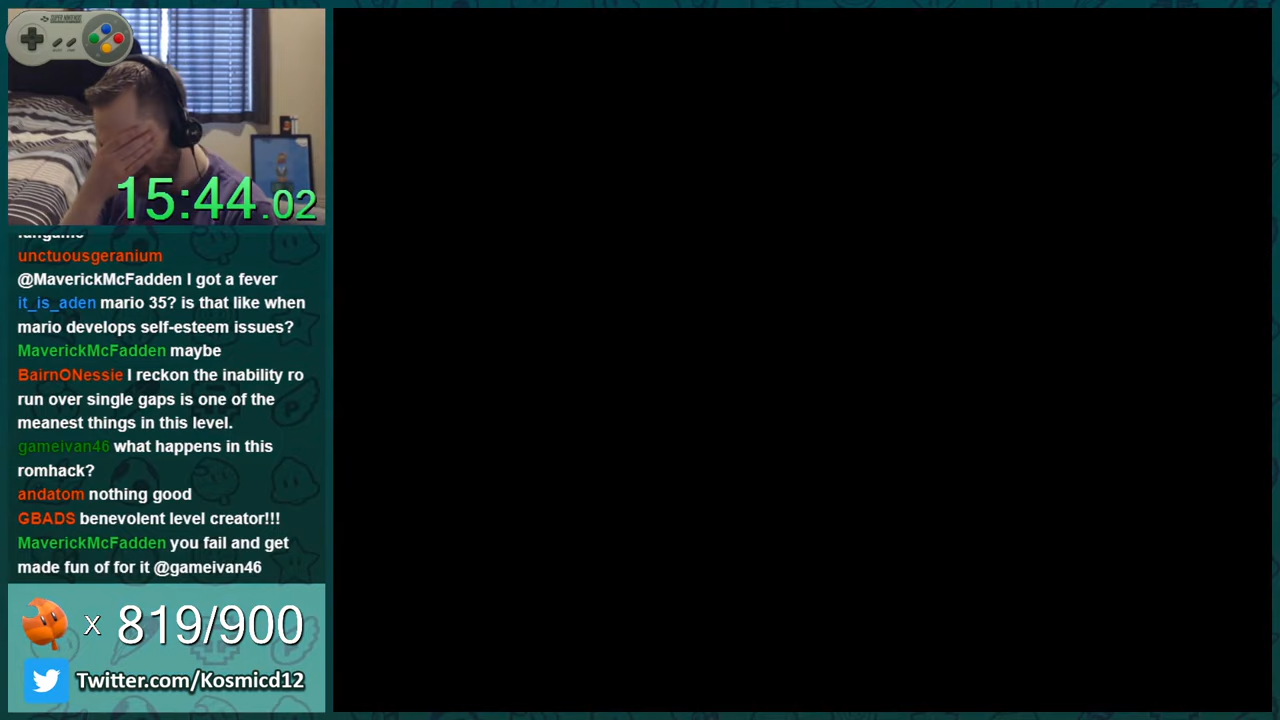 15:44.02
unctuousgeranium
@MaverickMcFadden I got a fever
it_is_aden mario 35? is that like when
mario develops self-esteem issues?
MaverickMcFadden maybe
BairnONessie I reckon the inability ro
run over single gaps is one of the
meanest things in this level.
gameivan46 what happens in this
romhack?
andatom nothing good
GBADS benevolent level creator!!!
MaverickMcFadden you fail and get
made fun of for it @gameivan46
x 819/900
Twitter.com/Kosmicd12